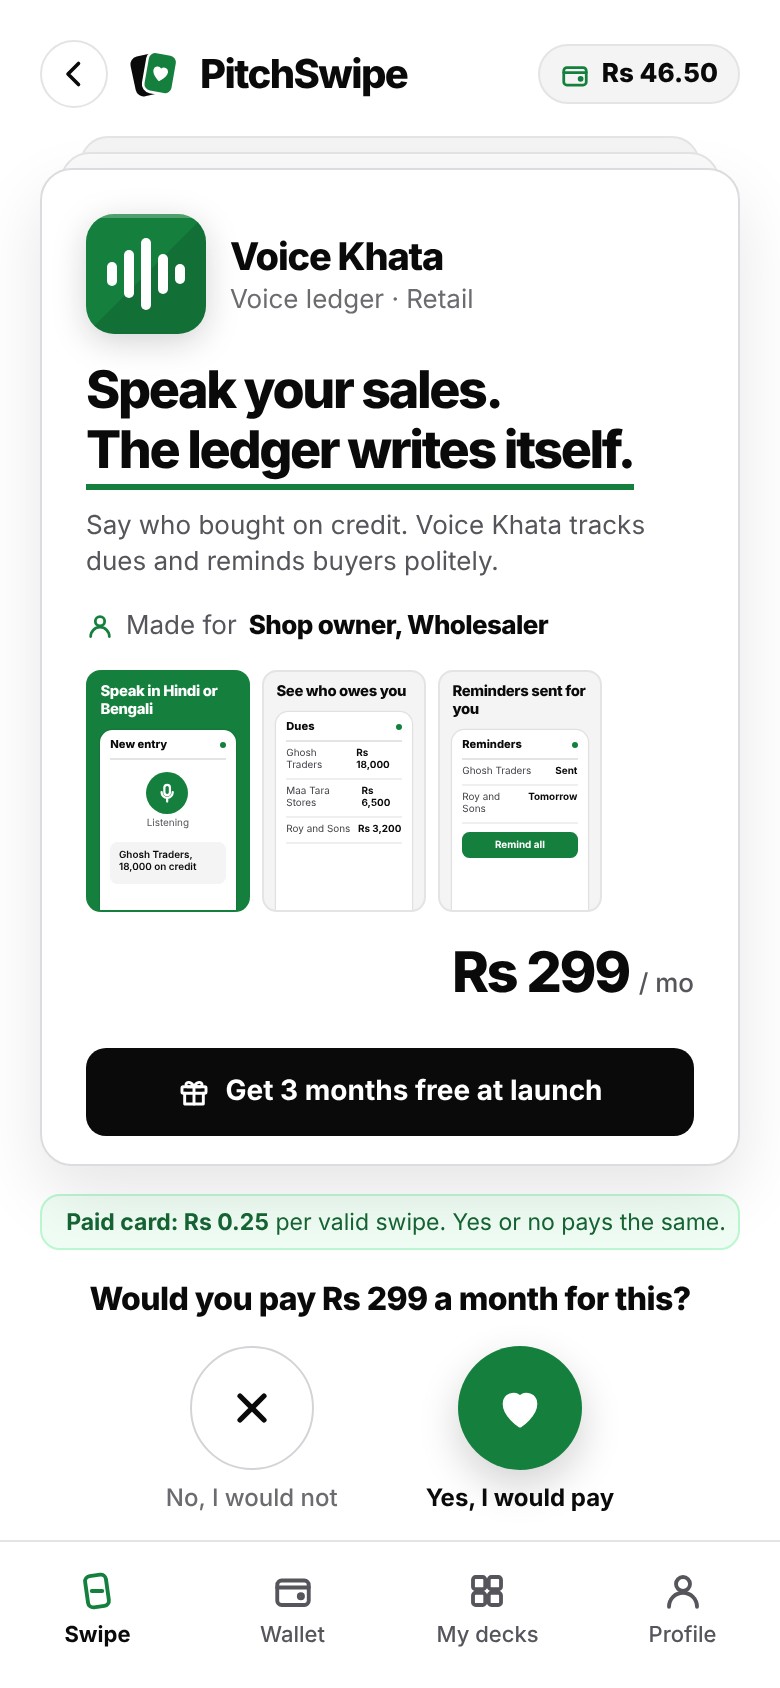 PitchSwipe
Rs 46.50
Voice Khata
Voice ledger · Retail
Speak your sales.
The ledger writes itself.
Say who bought on credit. Voice Khata tracks
dues and reminds buyers politely.
Made for Shop owner, Wholesaler
Speak in Hindi or
Bengali
New entry
Listening
Ghosh Traders,
18,000 on credit
See who owes you
Dues
Ghosh Traders Rs 18,000
Maa Tara Stores Rs 6,500
Roy and Sons Rs 3,200
Reminders sent for
you
Reminders
Ghosh Traders Sent
Roy and Sons Tomorrow
Remind all
Rs 299 / mo
Get 3 months free at launch
Paid card: Rs 0.25 per valid swipe. Yes or no pays the same.
Would you pay Rs 299 a month for this?
No, I would not
Yes, I would pay
Swipe
Wallet
My decks
Profile